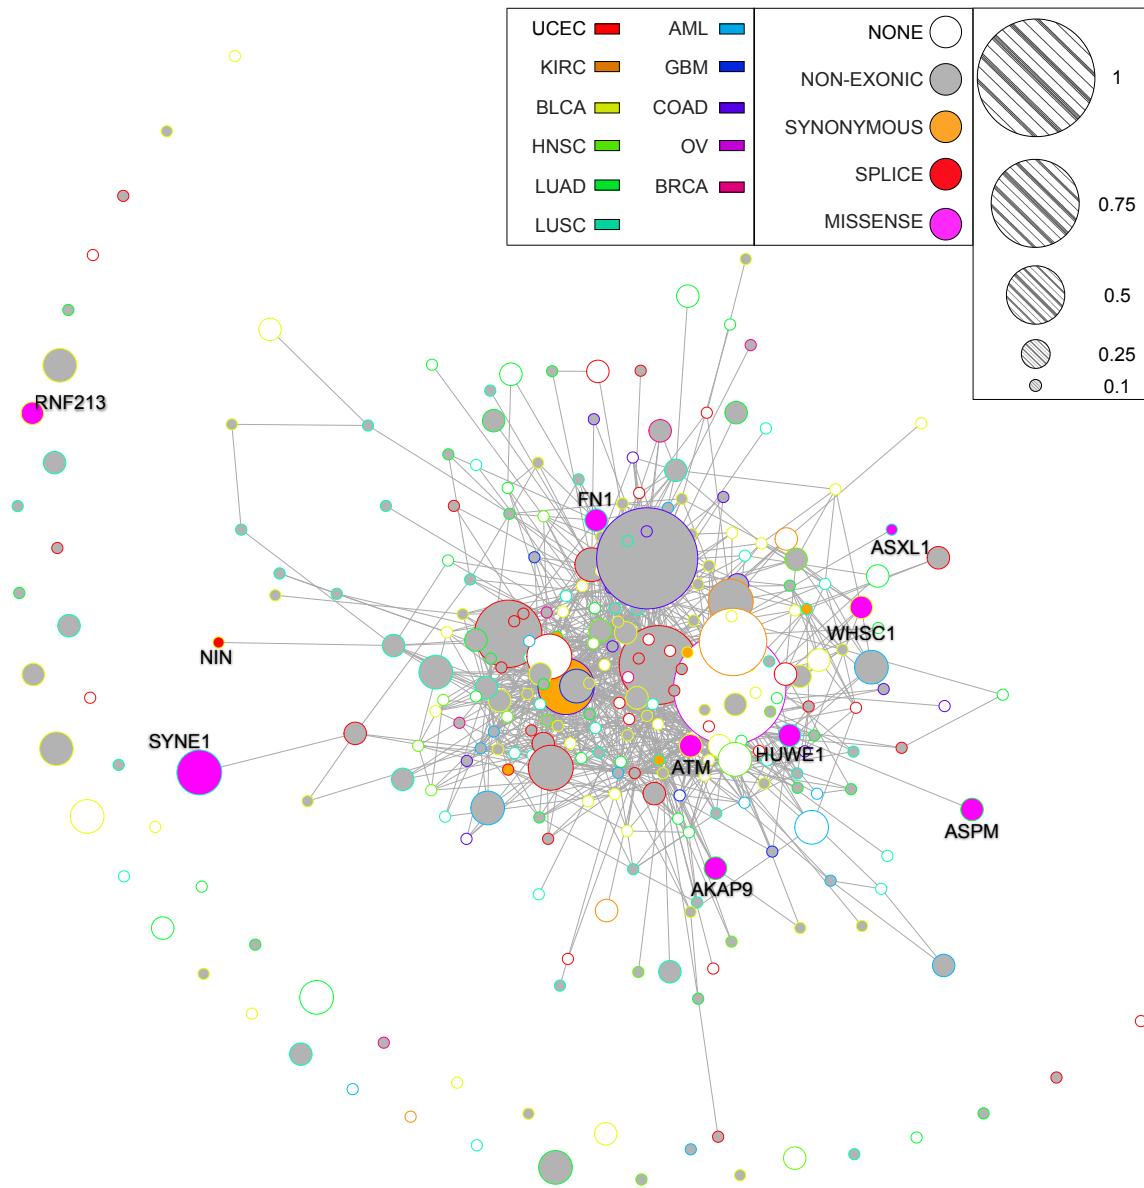 UCEC
AML
NONE
1
KIRC
GBM
NON-EXONIC
BLCA
COAD
SYNONYMOUS
HNSC
OV
SPLICE
0.75
LUAD
BRCA
MISSENSE
LUSC
0.5
0.25
0.1
RNF213
FN1
ASXL1
WHSC1
NIN
SYNE1
HUWE1
ATM
ASPM
AKAP9